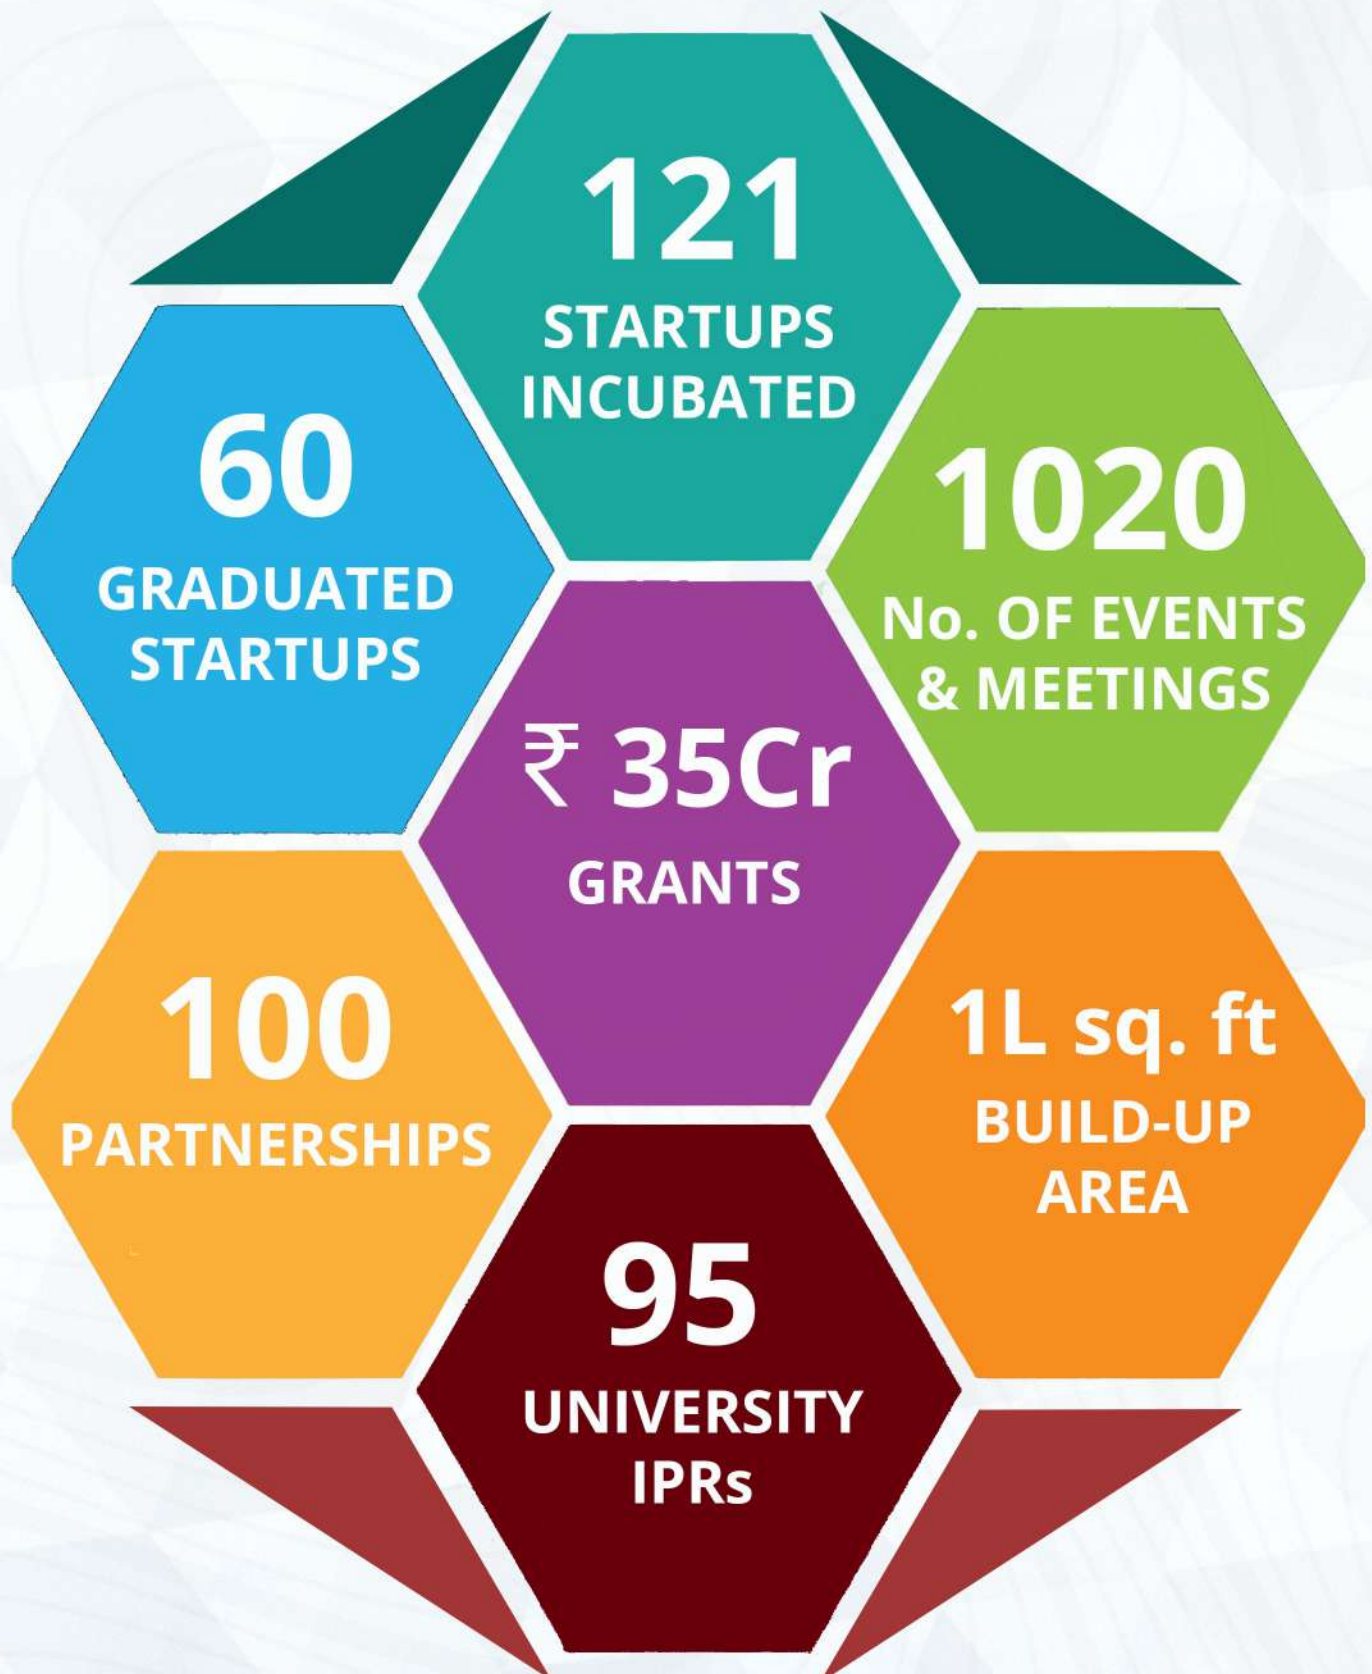 121
STARTUPS
INCUBATED
60
GRADUATED
STARTUPS
1020
No. OF EVENTS
& MEETINGS
₹ 35Cr
GRANTS
100
PARTNERSHIPS
1L sq. ft
BUILD-UP
AREA
95
UNIVERSITY
IPRs